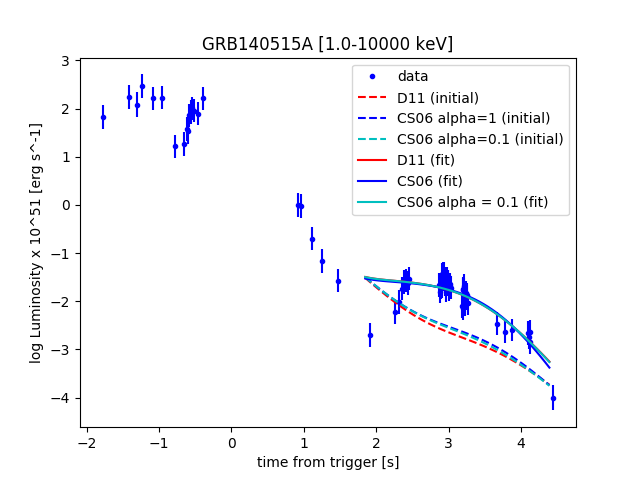 GRB140515A [1.0-10000 keV]
data
D11 (initial)
CS06 alpha=1 (initial)
CS06 alpha=0.1 (initial)
D11 (fit)
CS06 (fit)
CS06 alpha = 0.1 (fit)
log Luminosity x 10^51 [erg s^-1]
3
2
1
0
−1
−2
−3
−4
−2
−1
0
1
2
3
4
time from trigger [s]